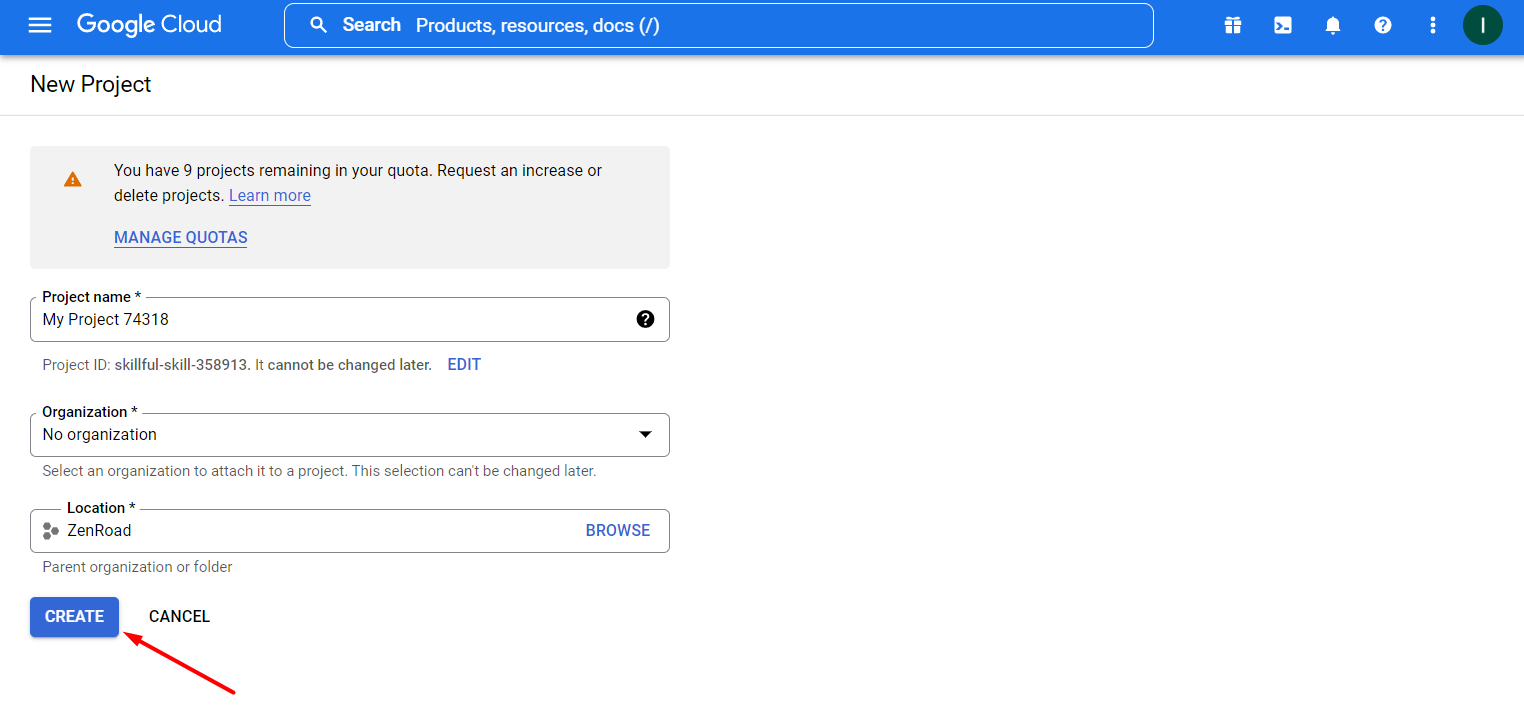 Google Cloud
Search Products, resources, docs (/)
I
New Project
You have 9 projects remaining in your quota. Request an increase or
delete projects. Learn more
MANAGE QUOTAS
Project name *
My Project 74318
Project ID: skillful-skill-358913. It cannot be changed later. EDIT
Organization *
No organization
Select an organization to attach it to a project. This selection can't be changed later.
Location *
ZenRoad BROWSE
Parent organization or folder
CREATE CANCEL